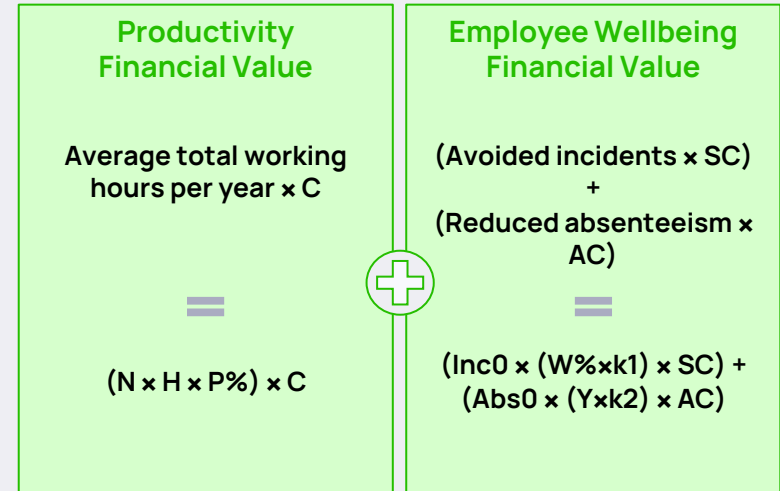 Productivity
Financial Value
Average total working
hours per year × C
=
(N × H × P%) × C
+
Employee Wellbeing
Financial Value
(Avoided incidents × SC)
+
(Reduced absenteeism ×
AC)
=
(Inc0 × (W%×k1) × SC) +
(Abs0 × (Y×k2) × AC)